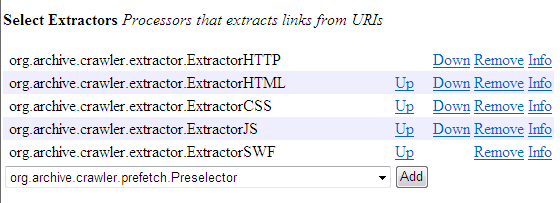 Select Extractors Processors that extracts links from URIs
org.archive.crawler.extractor.ExtractorHTTP Down Remove Info
org.archive.crawler.extractor.ExtractorHTML Up Down Remove Info
org.archive.crawler.extractor.ExtractorCSS Up Down Remove Info
org.archive.crawler.extractor.ExtractorJS Up Down Remove Info
org.archive.crawler.extractor.ExtractorSWF Up Remove Info
org.archive.crawler.prefetch.Preselector Add